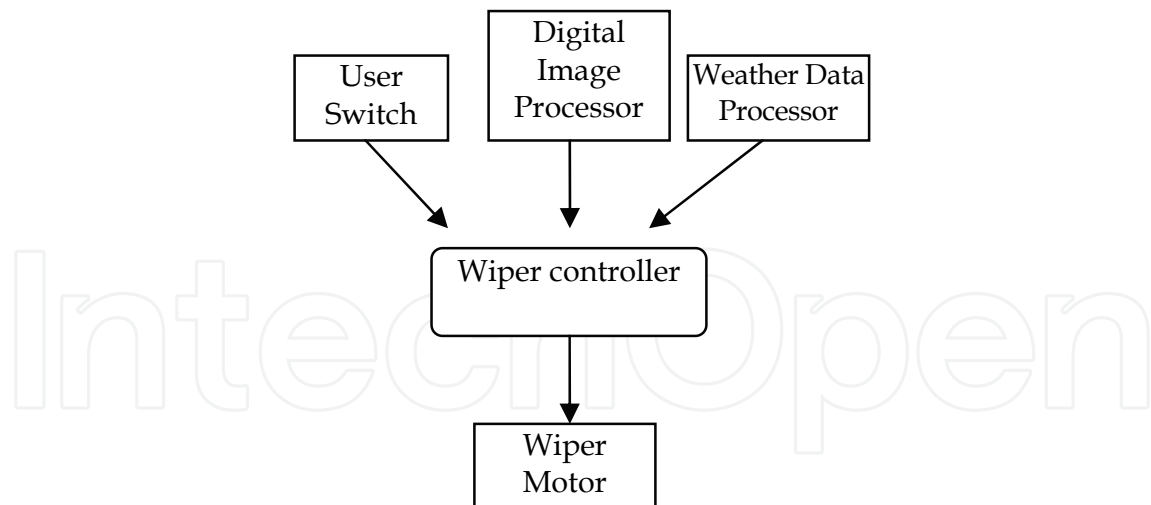 User
Switch
Digital
Image
Processor
Weather Data
Processor
Wiper controller
Wiper
Motor
IntechOpen